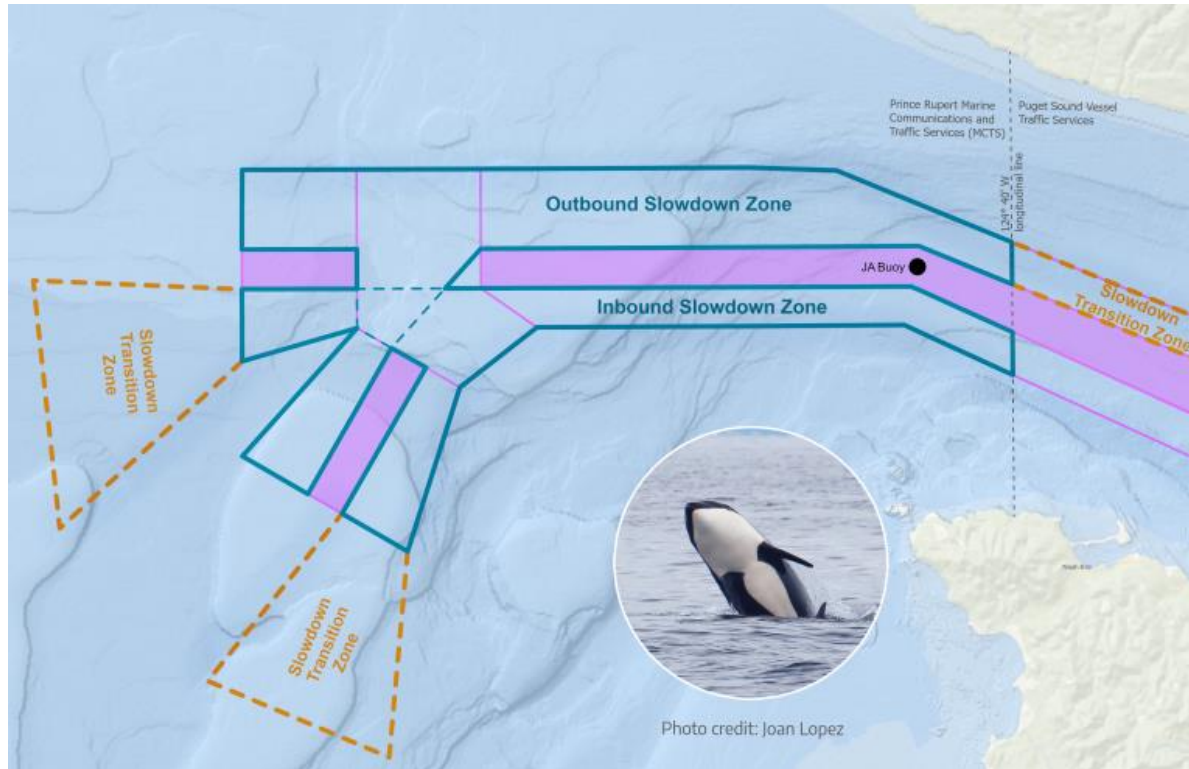 Prince Rupert Marine
Communications and
Traffic Services (MCTS)
Puget Sound Vessel
Traffic Services
124° 40' W
longitudinal line
Outbound Slowdown Zone
JA Buoy
Inbound Slowdown Zone
Slowdown
Transition Zone
Slowdown
Transition
Zone
Slowdown
Transition
Zone
Photo credit: Joan Lopez